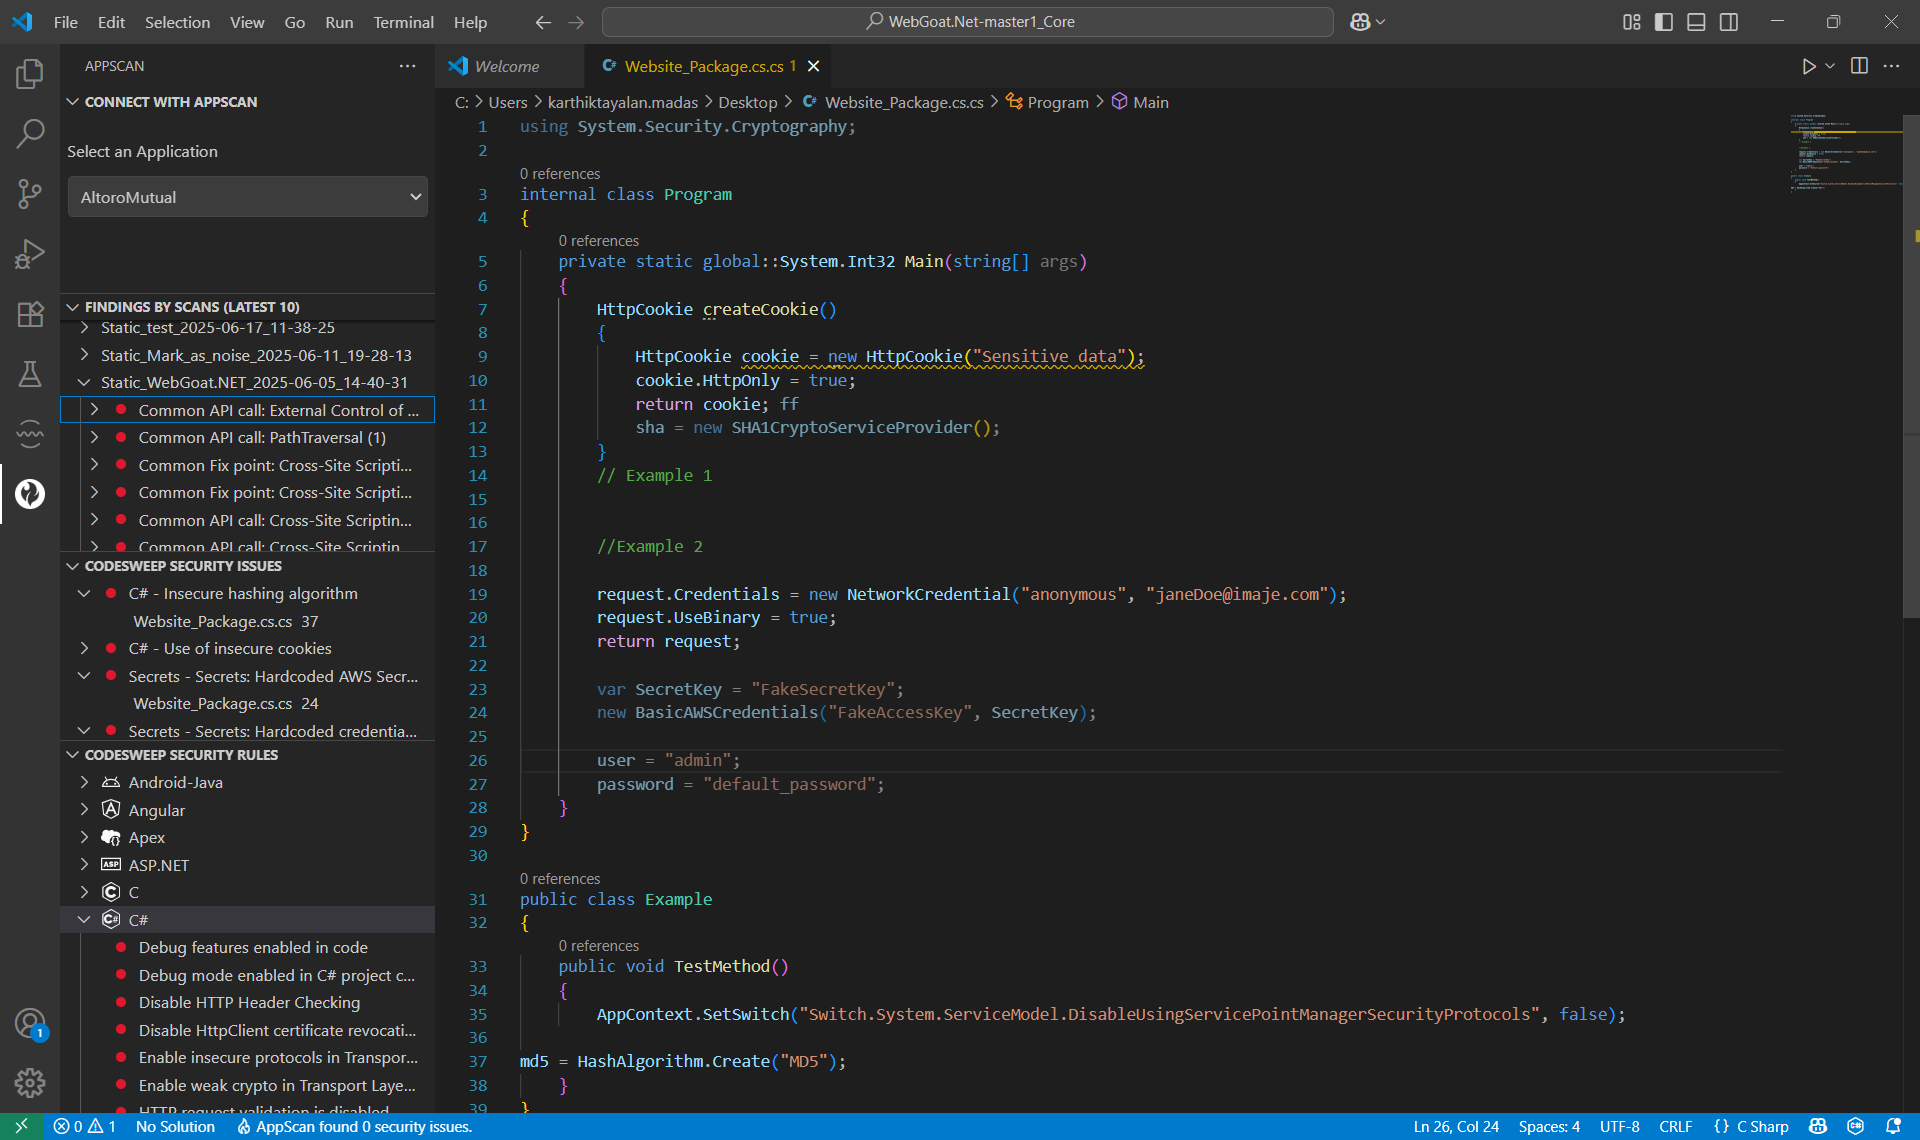 File Edit Selection View Go Run Terminal Help
WebGoat.Net-master1_Core
APPSCAN
CONNECT WITH APPSCAN
Select an Application
AltoroMutual
FINDINGS BY SCANS (LATEST 10)
Static_test_2025-06-17_11-38-25
Static_Mark_as_noise_2025-06-11_19-28-13
Static_WebGoat.NET_2025-06-05_14-40-31
Common API call: External Control of ...
Common API call: PathTraversal (1)
Common Fix point: Cross-Site Scripti...
Common Fix point: Cross-Site Scripti...
Common API call: Cross-Site Scriptin...
Common API call: Cross-Site Scriptin
CODESWEEP SECURITY ISSUES
C# - Insecure hashing algorithm
Website_Package.cs.cs 37
C# - Use of insecure cookies
Secrets - Secrets: Hardcoded AWS Secr...
Website_Package.cs.cs 24
Secrets - Secrets: Hardcoded credentia...
CODESWEEP SECURITY RULES
Android-Java
Angular
Apex
ASP ASP.NET
C
C#
Debug features enabled in code
Debug mode enabled in C# project c...
Disable HTTP Header Checking
Disable HttpClient certificate revocati...
Enable insecure protocols in Transpor...
Enable weak crypto in Transport Laye...
HTTP request validation is disabled
1
Welcome
C# Website_Package.cs.cs 1
C: > Users > karthiktayalan.madas > Desktop > C# Website_Package.cs.cs > Program > Main
1 using System.Security.Cryptography;
2
0 references
3 internal class Program
4 {
0 references
5 private static global::System.Int32 Main(string[] args)
6 {
7 HttpCookie createCookie()
8 {
9 HttpCookie cookie = new HttpCookie("Sensitive data");
10 cookie.HttpOnly = true;
11 return cookie; ff
12 sha = new SHA1CryptoServiceProvider();
13 }
14 // Example 1
15
16
17 //Example 2
18
19 request.Credentials = new NetworkCredential("anonymous", "janeDoe@imaje.com");
20 request.UseBinary = true;
21 return request;
22
23 var SecretKey = "FakeSecretKey";
24 new BasicAWSCredentials("FakeAccessKey", SecretKey);
25
26 user = "admin";
27 password = "default_password";
28 }
29 }
30
0 references
31 public class Example
32 {
0 references
33 public void TestMethod()
34 {
35 AppContext.SetSwitch("Switch.System.ServiceModel.DisableUsingServicePointManagerSecurityProtocols", false);
36
37 md5 = HashAlgorithm.Create("MD5");
38 }
39 }
0 1 No Solution AppScan found 0 security issues.
Ln 26, Col 24 Spaces: 4 UTF-8 CRLF {} C Sharp